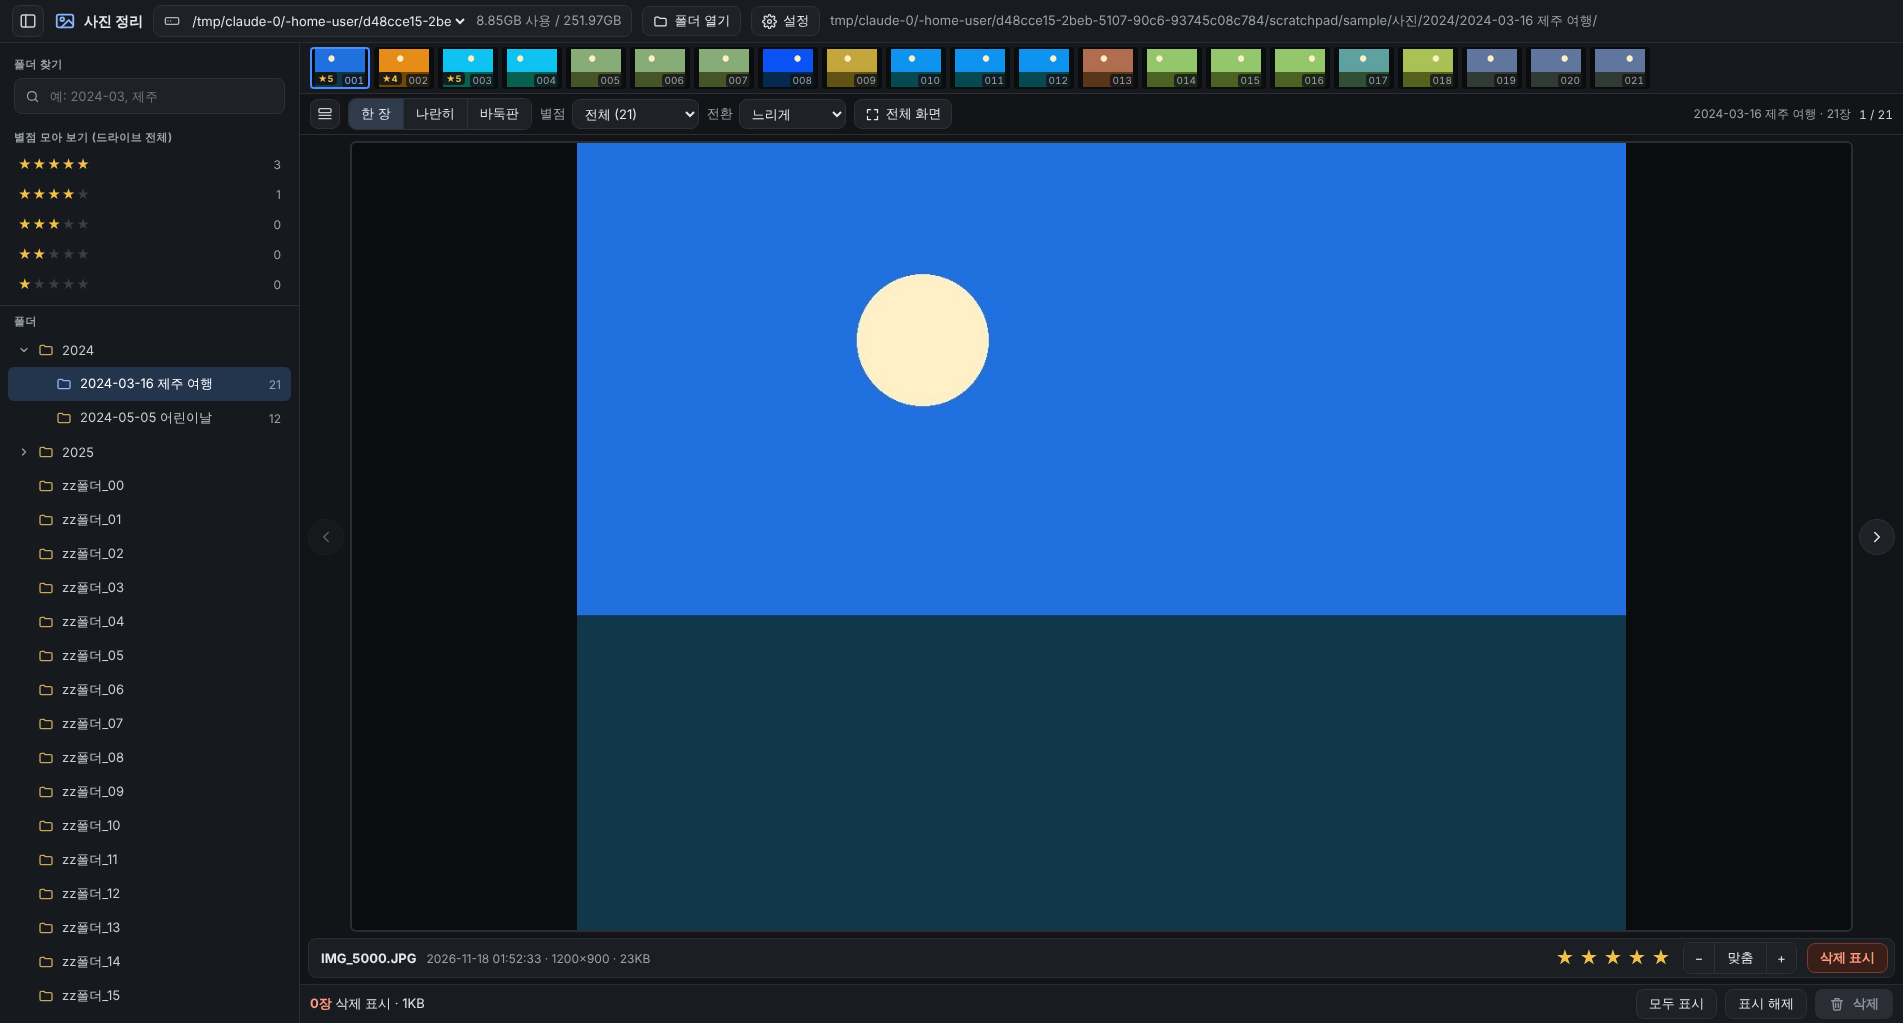 사진 정리 /tmp/claude-0/-home-user/d48cce15-2be 8.85GB 사용 / 251.97GB 폴더 열기 설정 tmp/claude-0/-home-user/d48cce15-2beb-5107-90c6-93745c08c784/scratchpad/sample/사진/2024/2024-03-16 제주 여행/
폴더 찾기
예: 2024-03, 제주
별점 모아 보기 (드라이브 전체)
★★★★★ 3
★★★★★ 1
★★★★★ 0
★★★★★ 0
★★★★★ 0
폴더
2024
2024-03-16 제주 여행 21
2024-05-05 어린이날 12
2025
zz폴더_00
zz폴더_01
zz폴더_02
zz폴더_03
zz폴더_04
zz폴더_05
zz폴더_06
zz폴더_07
zz폴더_08
zz폴더_09
zz폴더_10
zz폴더_11
zz폴더_12
zz폴더_13
zz폴더_14
zz폴더_15
★5 001 ★4 002 ★5 003 004 005 006 007 008 009 010 011 012 013 014 015 016 017 018 019 020 021
한 장 나란히 바둑판 별점 전체 (21) 전환 느리게 전체 화면 2024-03-16 제주 여행 · 21장 1 / 21
IMG_5000.JPG 2026-11-18 01:52:33 · 1200×900 · 23KB ★ ★ ★ ★ ★ − 맞춤 + 삭제 표시
0장 삭제 표시 · 1KB 모두 표시 표시 해제 삭제